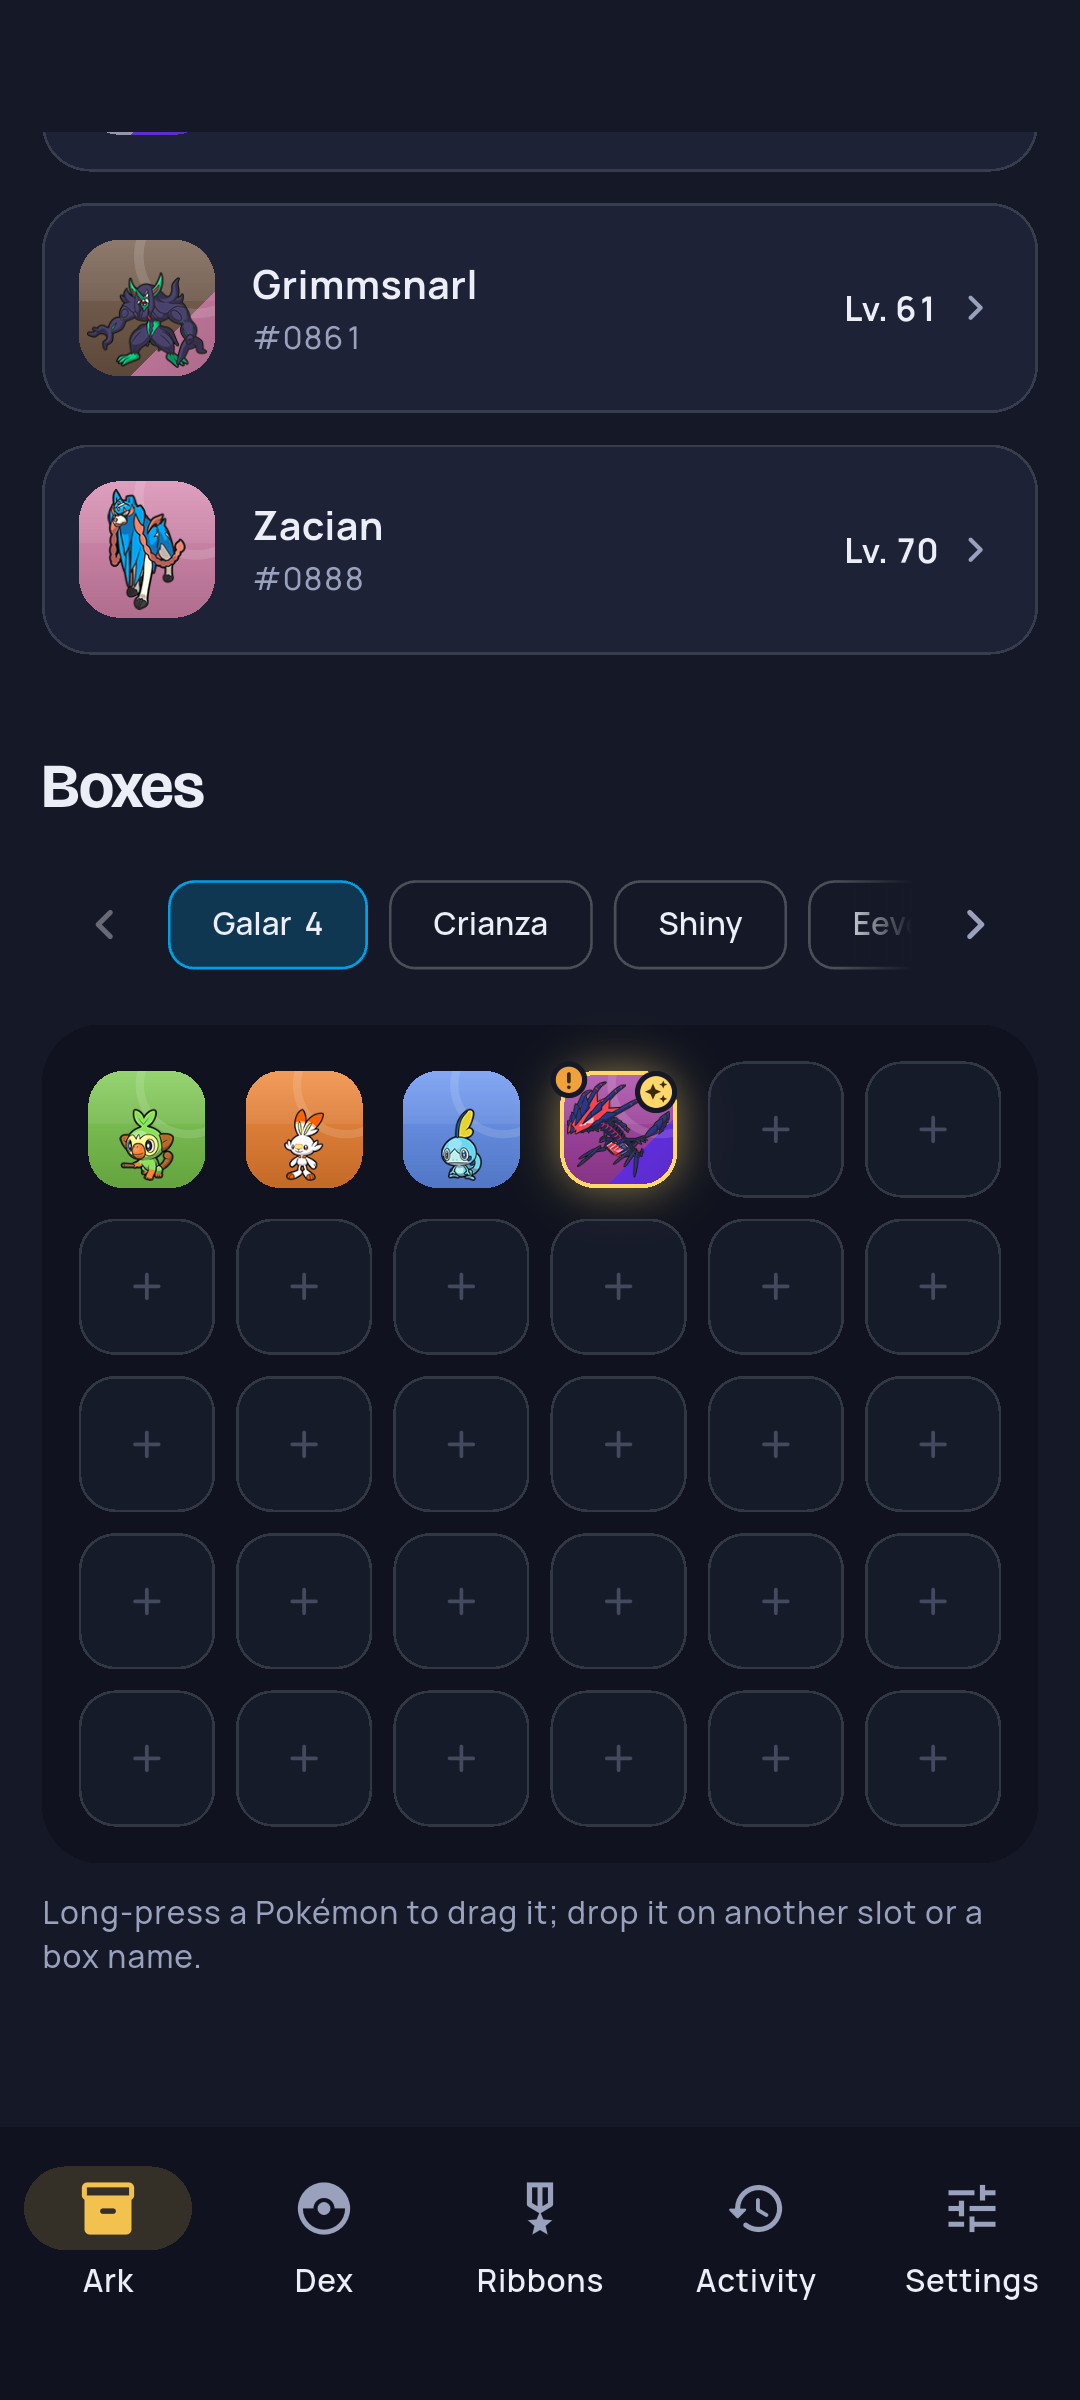 Grimmsnarl
#0861
Lv. 61
Zacian
#0888
Lv. 70
Boxes
Galar 4
Crianza
Shiny
Long-press a Pokémon to drag it; drop it on another slot or a
box name.
Ark
Dex
Ribbons
Activity
Settings